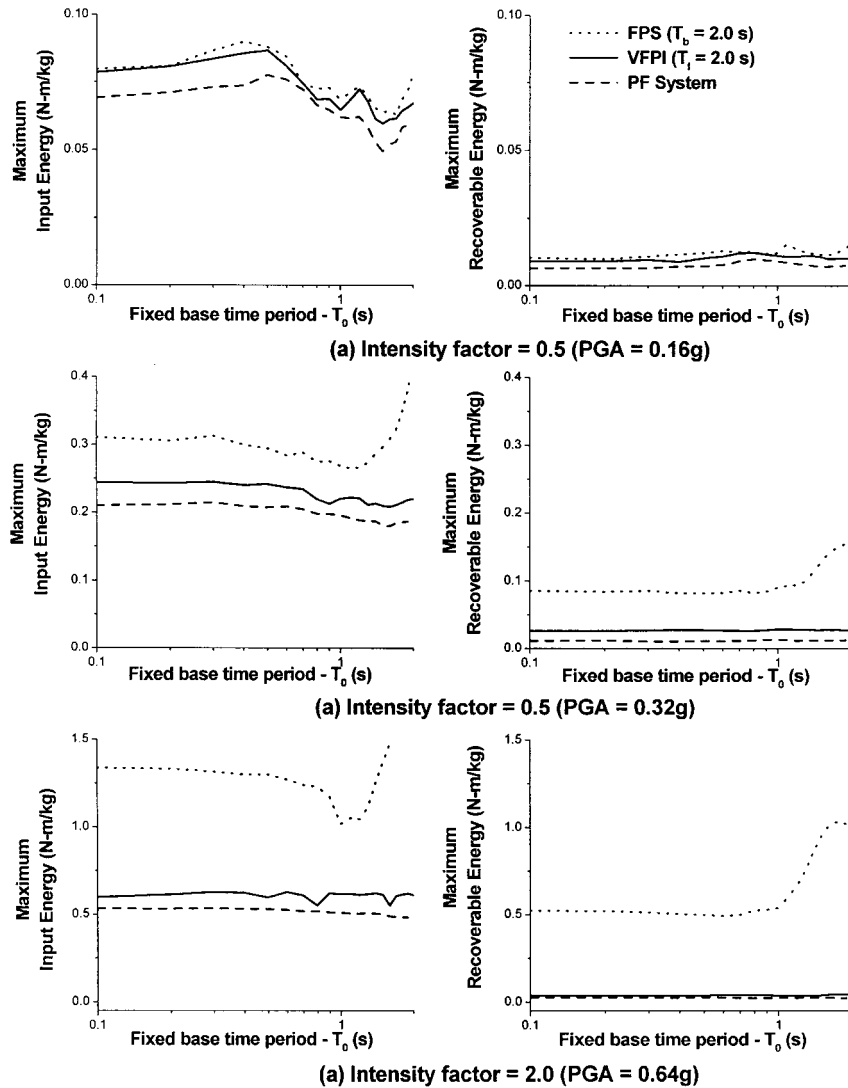 0.10
0.05
0.00
Maximum
Input Energy (N-m/kg)
0.1
1
Fixed base time period - T₀ (s)
0.10
0.05
0.00
Maximum
Recoverable Energy (N-m/kg)
FPS (T_b = 2.0 s)
VFPI (T_i = 2.0 s)
PF System
0.1
1
Fixed base time period - T₀ (s)
(a) Intensity factor = 0.5 (PGA = 0.16g)
0.4
0.3
0.2
0.1
0.0
Maximum
Input Energy (N-m/kg)
0.1
1
Fixed base time period - T₀ (s)
0.4
0.3
0.2
0.1
0.0
Maximum
Recoverable Energy (N-m/kg)
0.1
1
Fixed base time period - T₀ (s)
(a) Intensity factor = 0.5 (PGA = 0.32g)
1.5
1.0
0.5
0.0
Maximum
Input Energy (N-m/kg)
0.1
1
Fixed base time period - T₀ (s)
1.5
1.0
0.5
0.0
Maximum
Recoverable Energy (N-m/kg)
0.1
1
Fixed base time period - T₀ (s)
(a) Intensity factor = 2.0 (PGA = 0.64g)